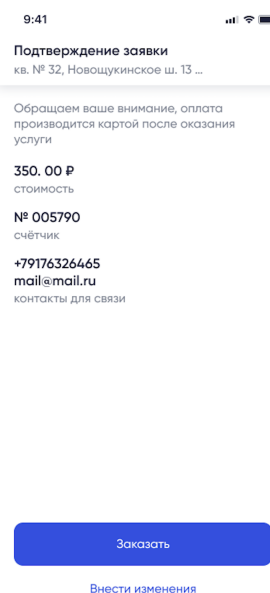 9:41
Подтверждение заявки
кв. № 32, Новощукинское ш. 13 ...
Обращаем ваше внимание, оплата
производится картой после оказания
услуги
350. 00 ₽
стоимость
№ 005790
счётчик
+79176326465
mail@mail.ru
контакты для связи
Заказать
Внести изменения